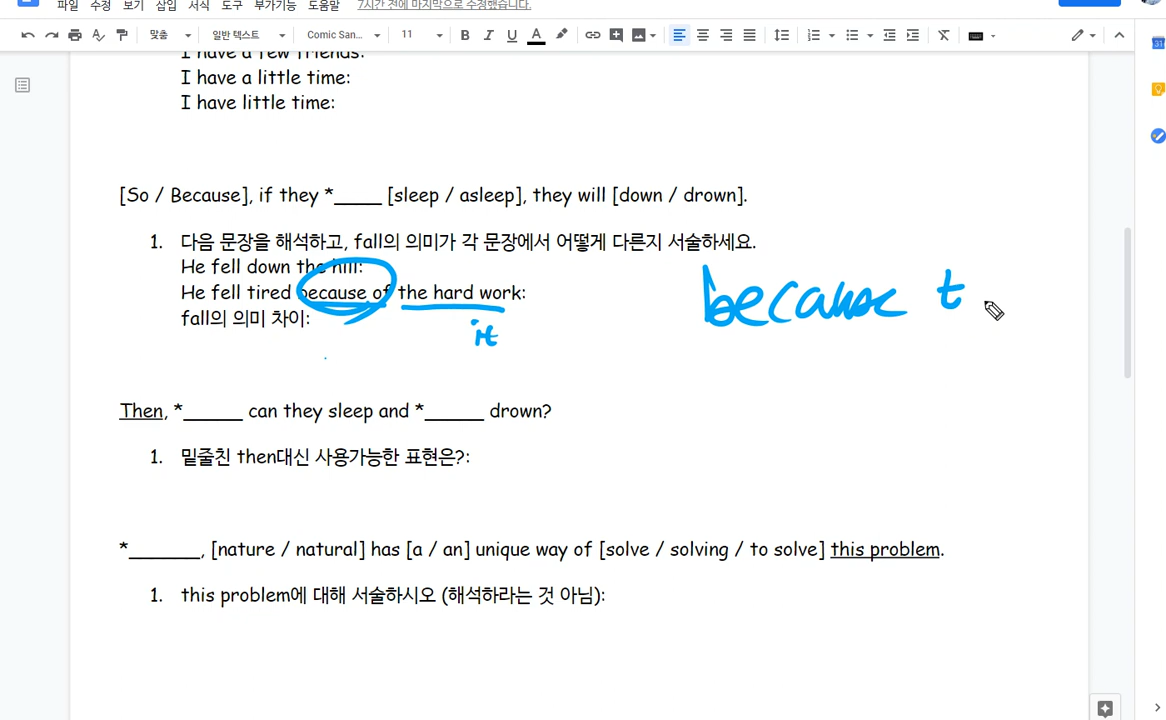 파일 수정 보기 삽입 서식 도구 부가기능 도움말 7시간 전에 마지막으로 수정했습니다.
맞춤 일반 텍스트 Comic San... 11
I have a few friends:
I have a little time:
I have little time:
[So / Because], if they *____ [sleep / asleep], they will [down / drown].
1. 다음 문장을 해석하고, fall의 의미가 각 문장에서 어떻게 다른지 서술하세요.
He fell down the hill:
He fell tired because of the hard work:
because t
fall의 의미 차이:
it
Then, *_____ can they sleep and *_____ drown?
1. 밑줄친 then대신 사용가능한 표현은?:
*______, [nature / natural] has [a / an] unique way of [solve / solving / to solve] this problem.
1. this problem에 대해 서술하시오 (해석하라는 것 아님):